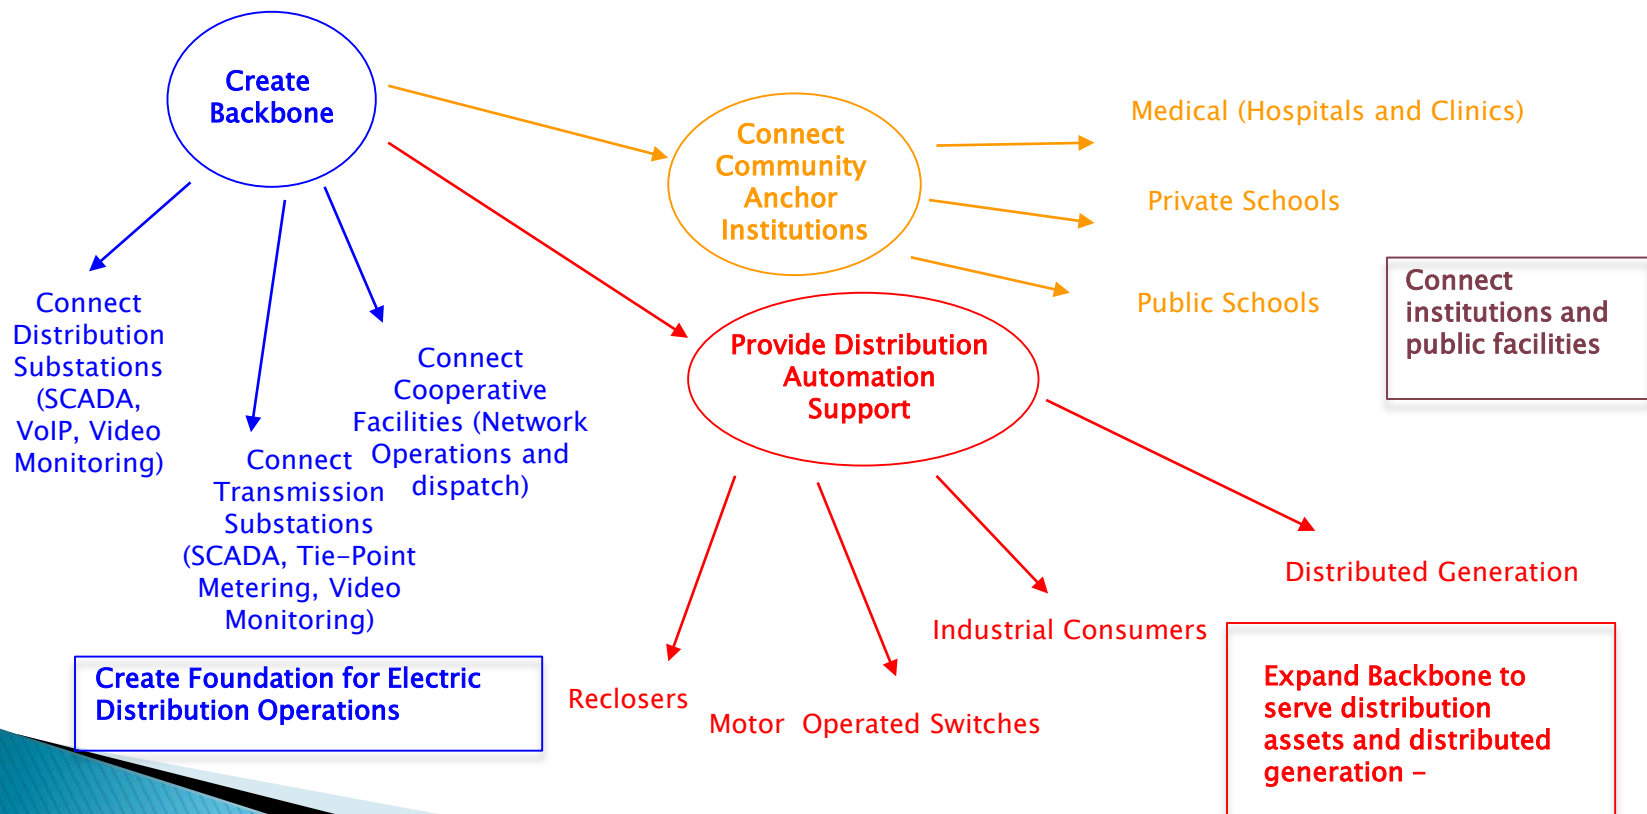 Create
Backbone
Connect
Community
Anchor
Institutions
Medical (Hospitals and Clinics)
Private Schools
Public Schools
Connect
institutions and
public facilities
Connect
Distribution
Substations
(SCADA,
VoIP, Video
Monitoring)
Connect
Transmission
Substations
(SCADA, Tie-Point
Metering, Video
Monitoring)
Connect
Cooperative
Facilities (Network
Operations and
dispatch)
Provide Distribution
Automation
Support
Distributed Generation
Industrial Consumers
Reclosers
Motor  Operated Switches
Create Foundation for Electric
Distribution Operations
Expand Backbone to
serve distribution
assets and distributed
generation –